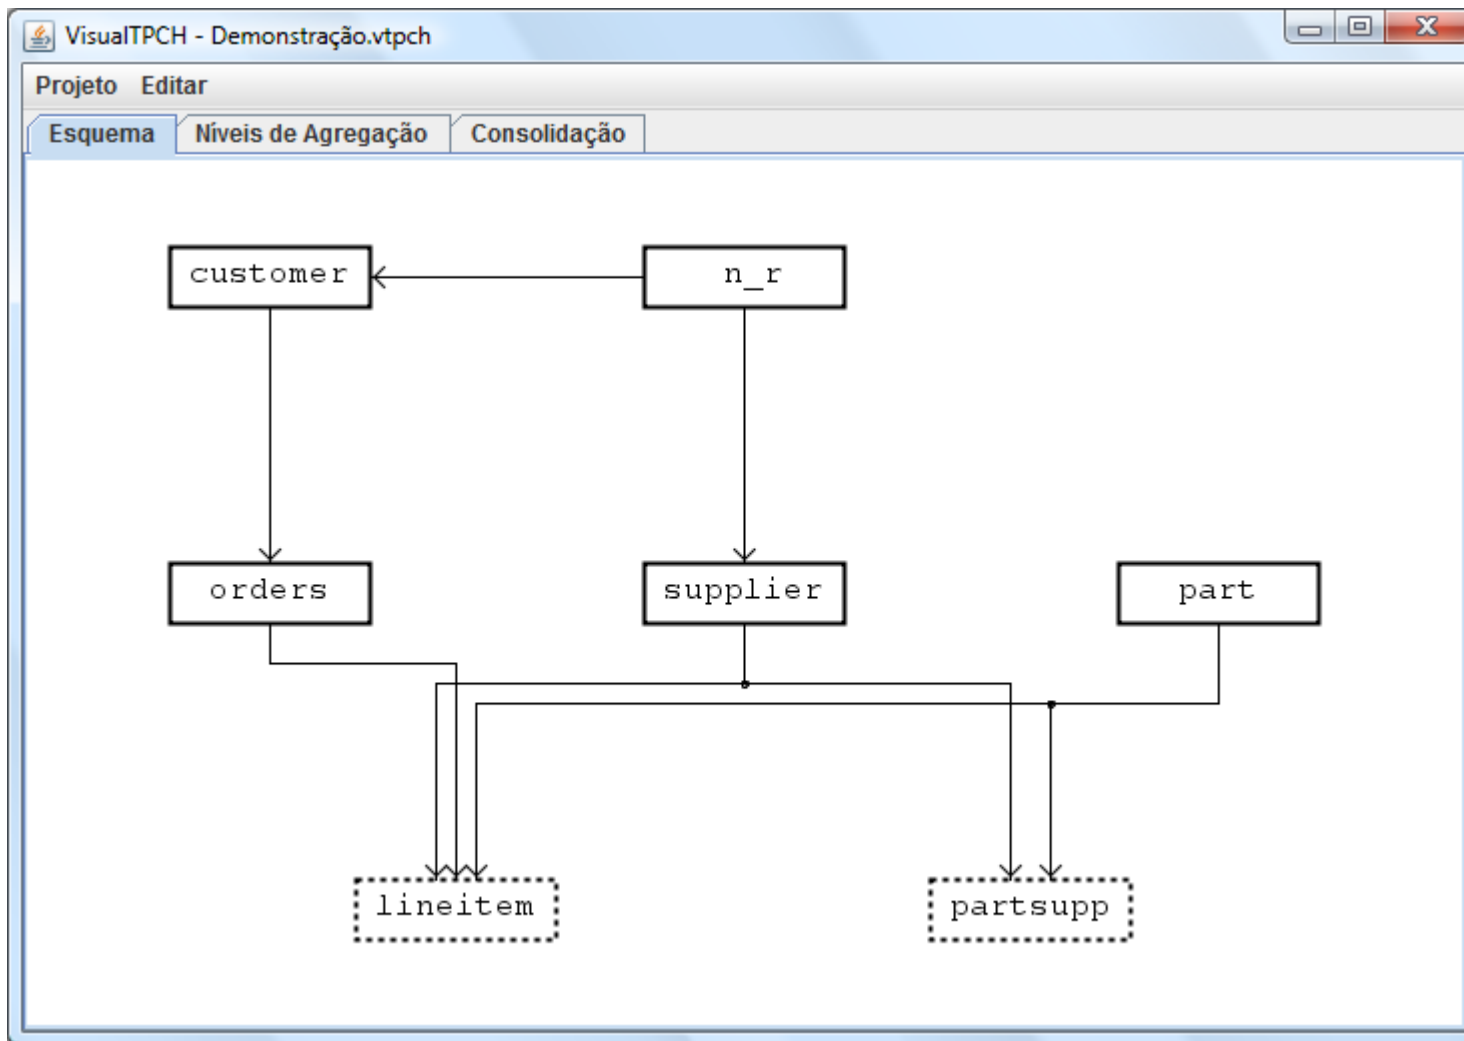 VisualTPCH - Demonstração.vtpch
Projeto Editar
Esquema Níveis de Agregação Consolidação
customer n_r
orders supplier part
lineitem partsupp